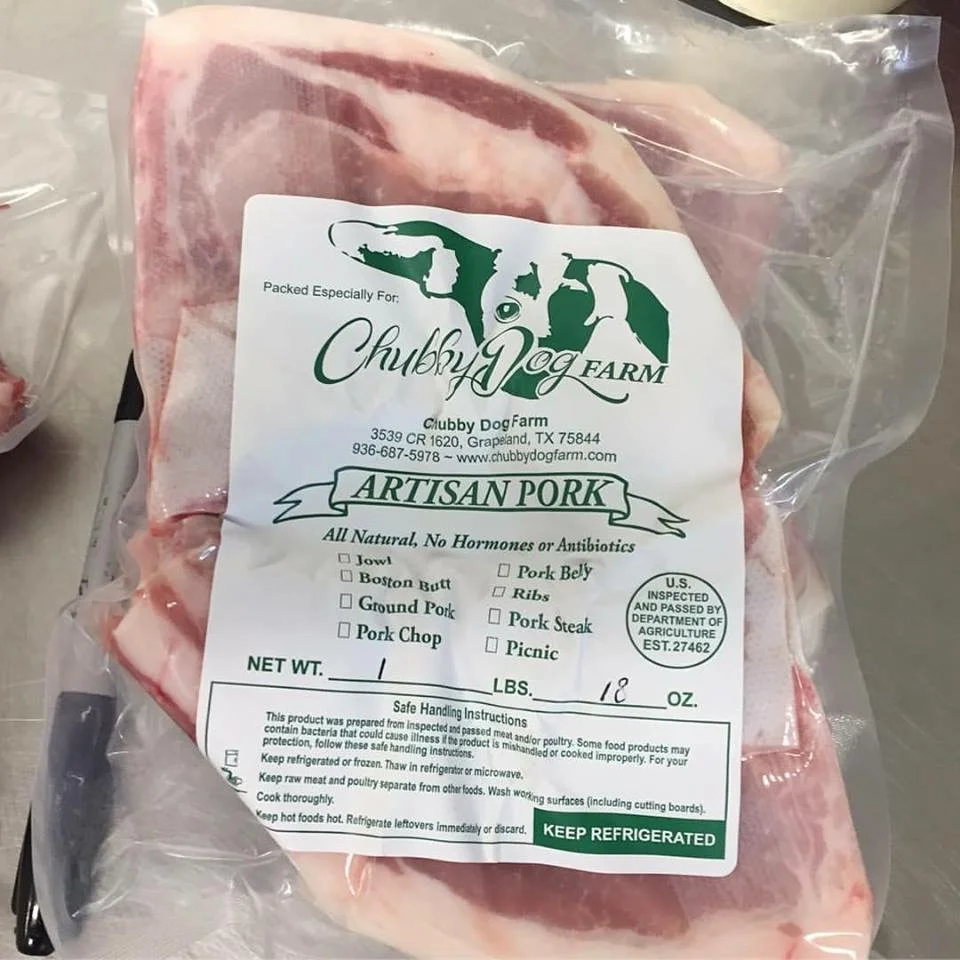 Packed Especially For:
Chubby Dog FARM
Chubby Dog Farm
3539 CR 1620, Grapeland, TX 75844
936-687-5978 ~ www.chubbydogfarm.com
ARTISAN PORK
All Natural, No Hormones or Antibiotics
☐ Jowl
☐ Boston Butt
☐ Ground Pork
☐ Pork Chop
☐ Pork Belly
☐ Ribs
☐ Pork Steak
☐ Picnic
U.S.
INSPECTED
AND PASSED BY
DEPARTMENT OF
AGRICULTURE
EST.27462
NET WT. 1 LBS. 18 OZ.
Safe Handling Instructions
This product was prepared from inspected and passed meat and/or poultry. Some food products may
contain bacteria that could cause illness if the product is mishandled or cooked improperly. For your
protection, follow these safe handling instructions.
Keep refrigerated or frozen. Thaw in refrigerator or microwave.
Keep raw meat and poultry separate from other foods. Wash working surfaces (including cutting boards).
Cook thoroughly.
Keep hot foods hot. Refrigerate leftovers immediately or discard.
KEEP REFRIGERATED